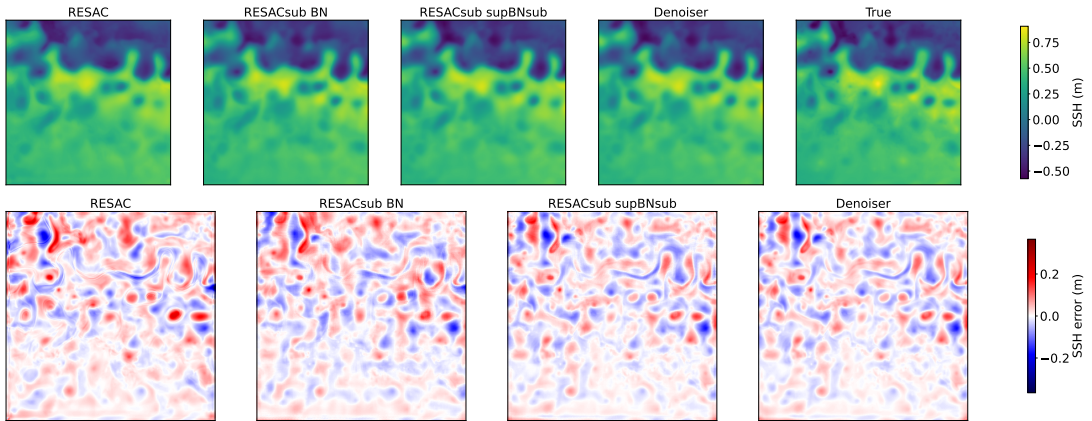 RESAC
RESACsub BN
RESACsub supBNsub
Denoiser
True
0.75
0.50
0.25
0.00
−0.25
−0.50
SSH (m)
RESAC
RESACsub BN
RESACsub supBNsub
Denoiser
0.2
0.0
−0.2
SSH error (m)